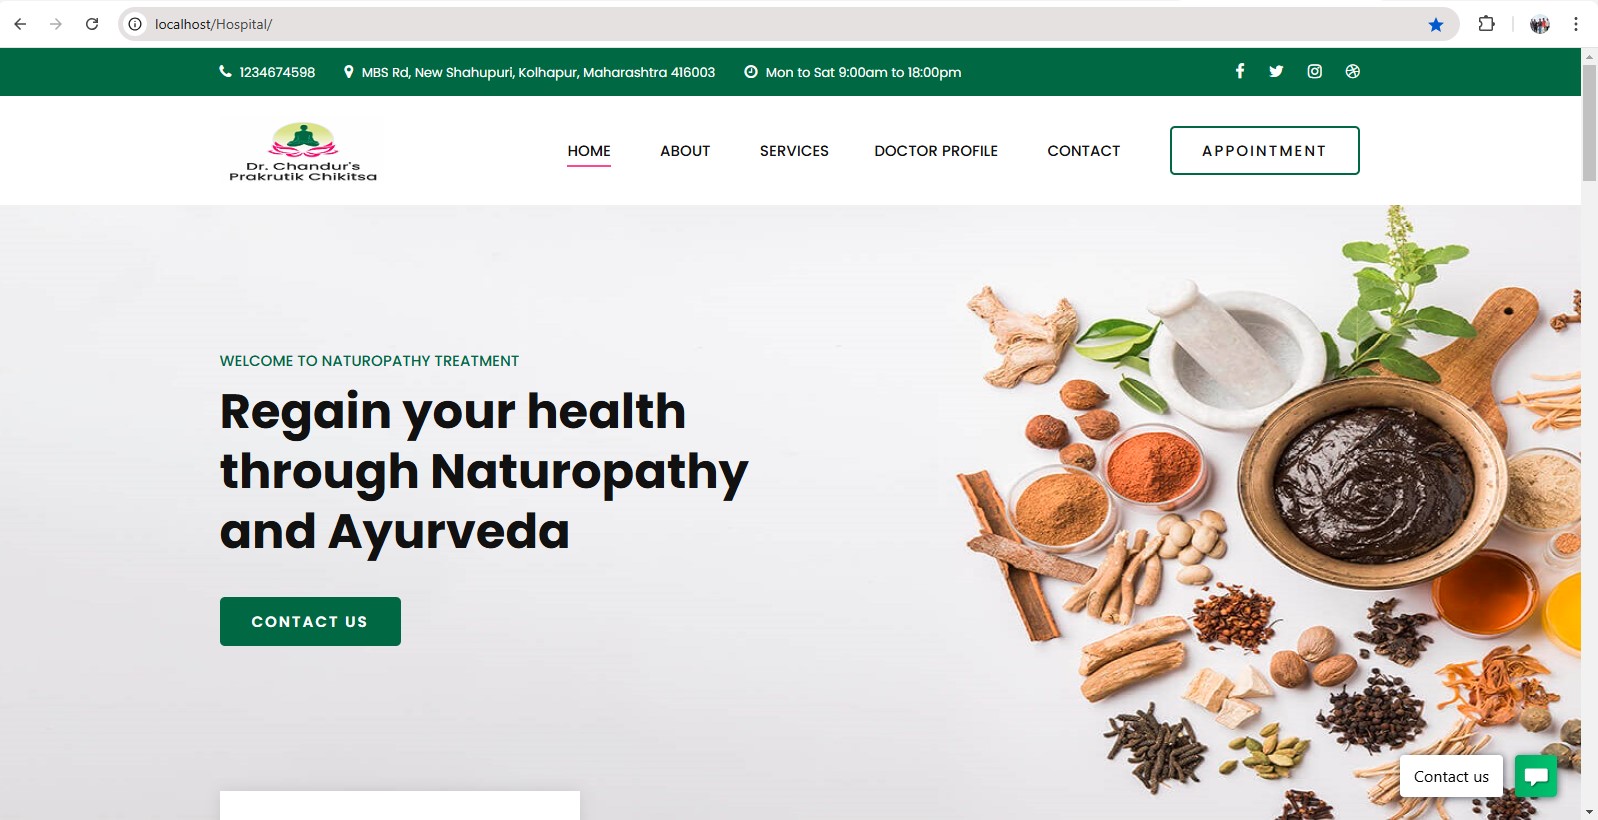 localhost/Hospital/
1234674598 MBS Rd, New Shahupuri, Kolhapur, Maharashtra 416003 Mon to Sat 9:00am to 18:00pm
Dr. Chandur's
Prakrutik Chikitsa
HOME ABOUT SERVICES DOCTOR PROFILE CONTACT APPOINTMENT
WELCOME TO NATUROPATHY TREATMENT
Regain your health
through Naturopathy
and Ayurveda
CONTACT US
Contact us